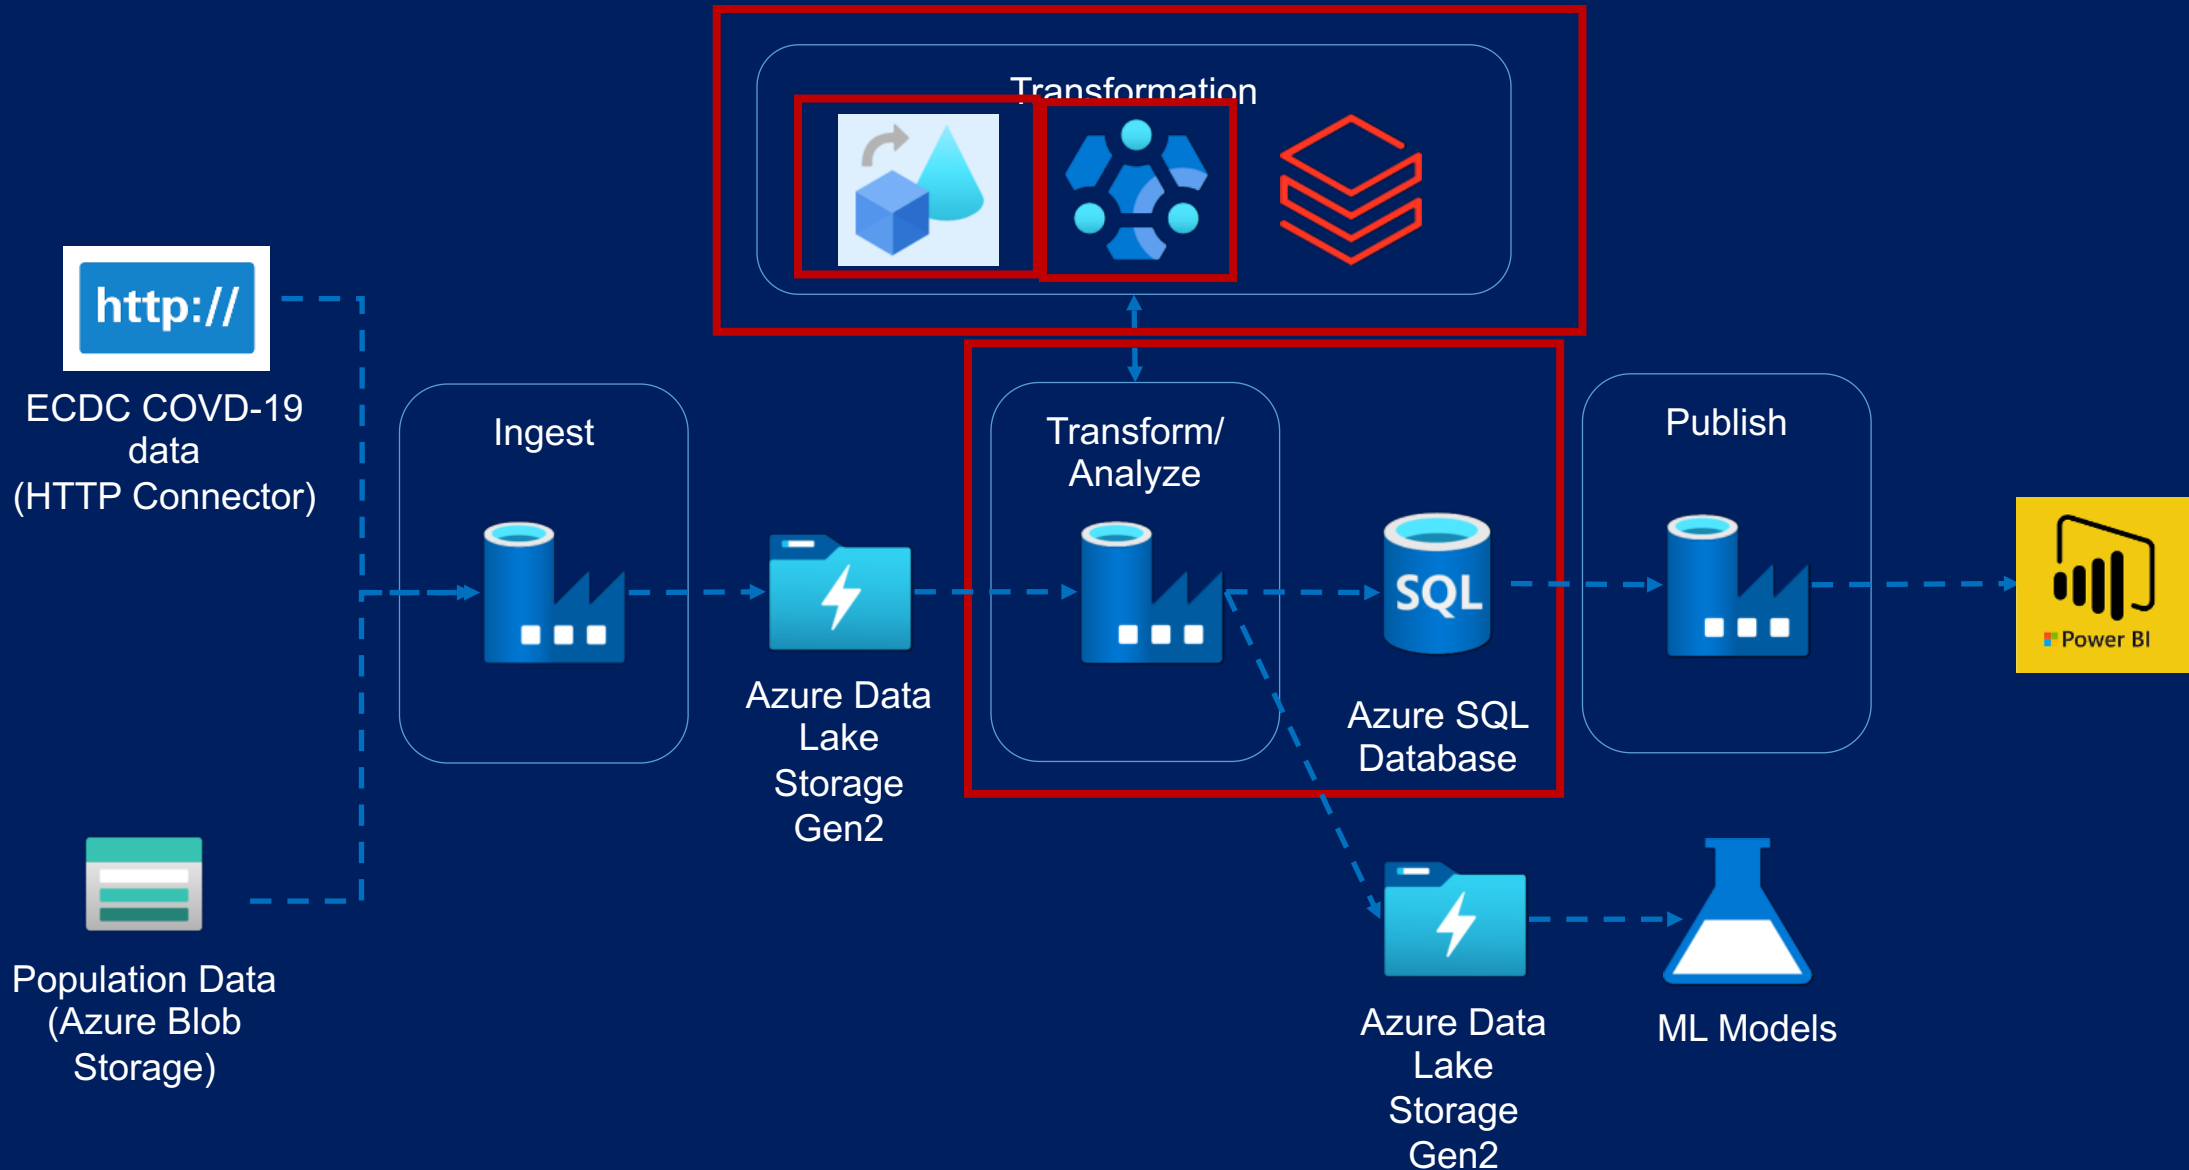 Transformation
http://
ECDC COVD-19
data
(HTTP Connector)
Ingest
Transform/
Analyze
Publish
SQL
Power BI
Azure Data
Lake
Storage
Gen2
Azure SQL
Database
Population Data
(Azure Blob
Storage)
Azure Data
Lake
Storage
Gen2
ML Models